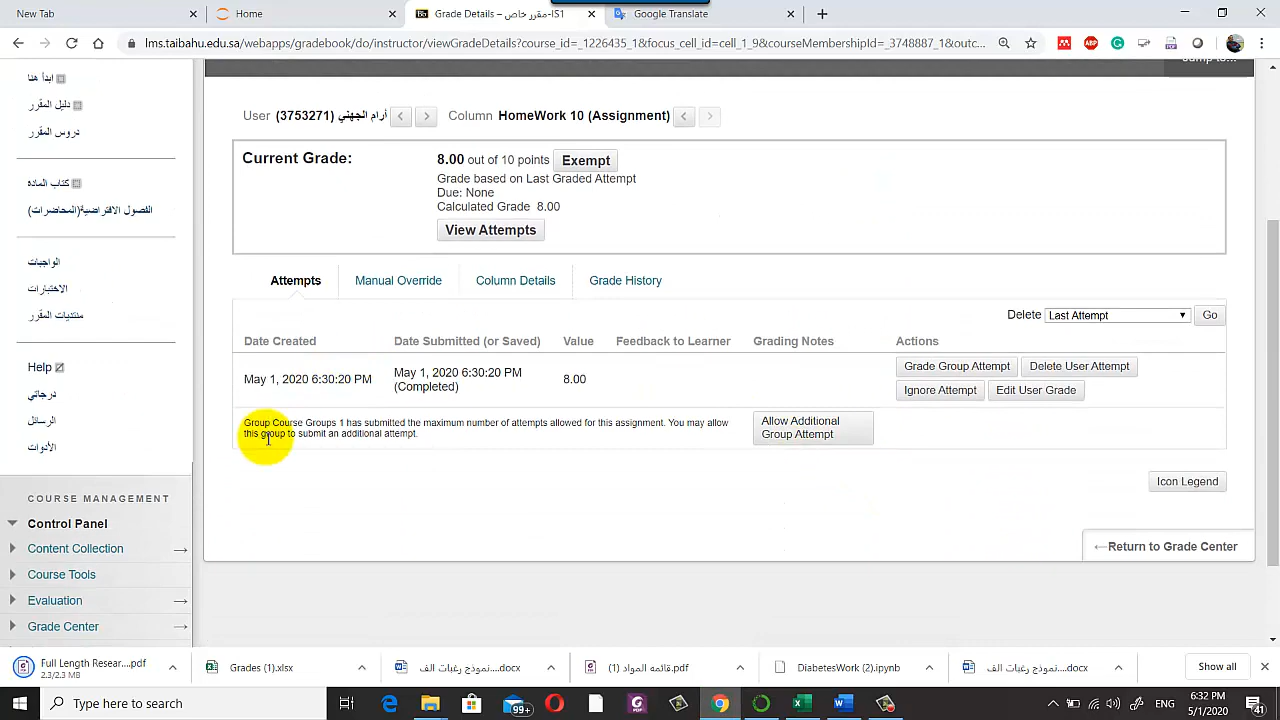 New Tab
Home
Grade Details – مقرر خاص-IS1
Google Translate
lms.taibahu.edu.sa/webapps/gradebook/do/instructor/viewGradeDetails?course_id=_1226435_1&focus_cell_id=cell_1_9&courseMembershipId=_3748887_1&outc...
ABP
PDF
Jump to...
ابدأ هنا
دليل المقرر
دروس المقرر
كتاب الماده
الفصول الافتراضية(المحاضرات)
الواجبات
الاختبارات
منتديات المقرر
Help
درجاتي
الرسائل
الأدوات
COURSE MANAGEMENT
Control Panel
Content Collection
Course Tools
Evaluation
Grade Center
User (3753271) أرام الجهني < > Column HomeWork 10 (Assignment) < >
Current Grade: 8.00 out of 10 points Exempt
Grade based on Last Graded Attempt
Due: None
Calculated Grade 8.00
View Attempts
Attempts Manual Override Column Details Grade History
Delete Last Attempt Go
Date Created Date Submitted (or Saved) Value Feedback to Learner Grading Notes Actions
May 1, 2020 6:30:20 PM May 1, 2020 6:30:20 PM (Completed) 8.00
Grade Group Attempt Delete User Attempt
Ignore Attempt Edit User Grade
Group Course Groups 1 has submitted the maximum number of attempts allowed for this assignment. You may allow
this group to submit an additional attempt.
Allow Additional
Group Attempt
Icon Legend
←Return to Grade Center
Full Length Resear....pdf
2.3/2.3 MB
Grades (1).xlsx
نموذج رغبات الف....docx
قائمه المواد (1).pdf
DiabetesWork (2).ipynb
نموذج رغبات الف....docx
Show all
Type here to search
99+
ENG
6:32 PM
5/1/2020
41